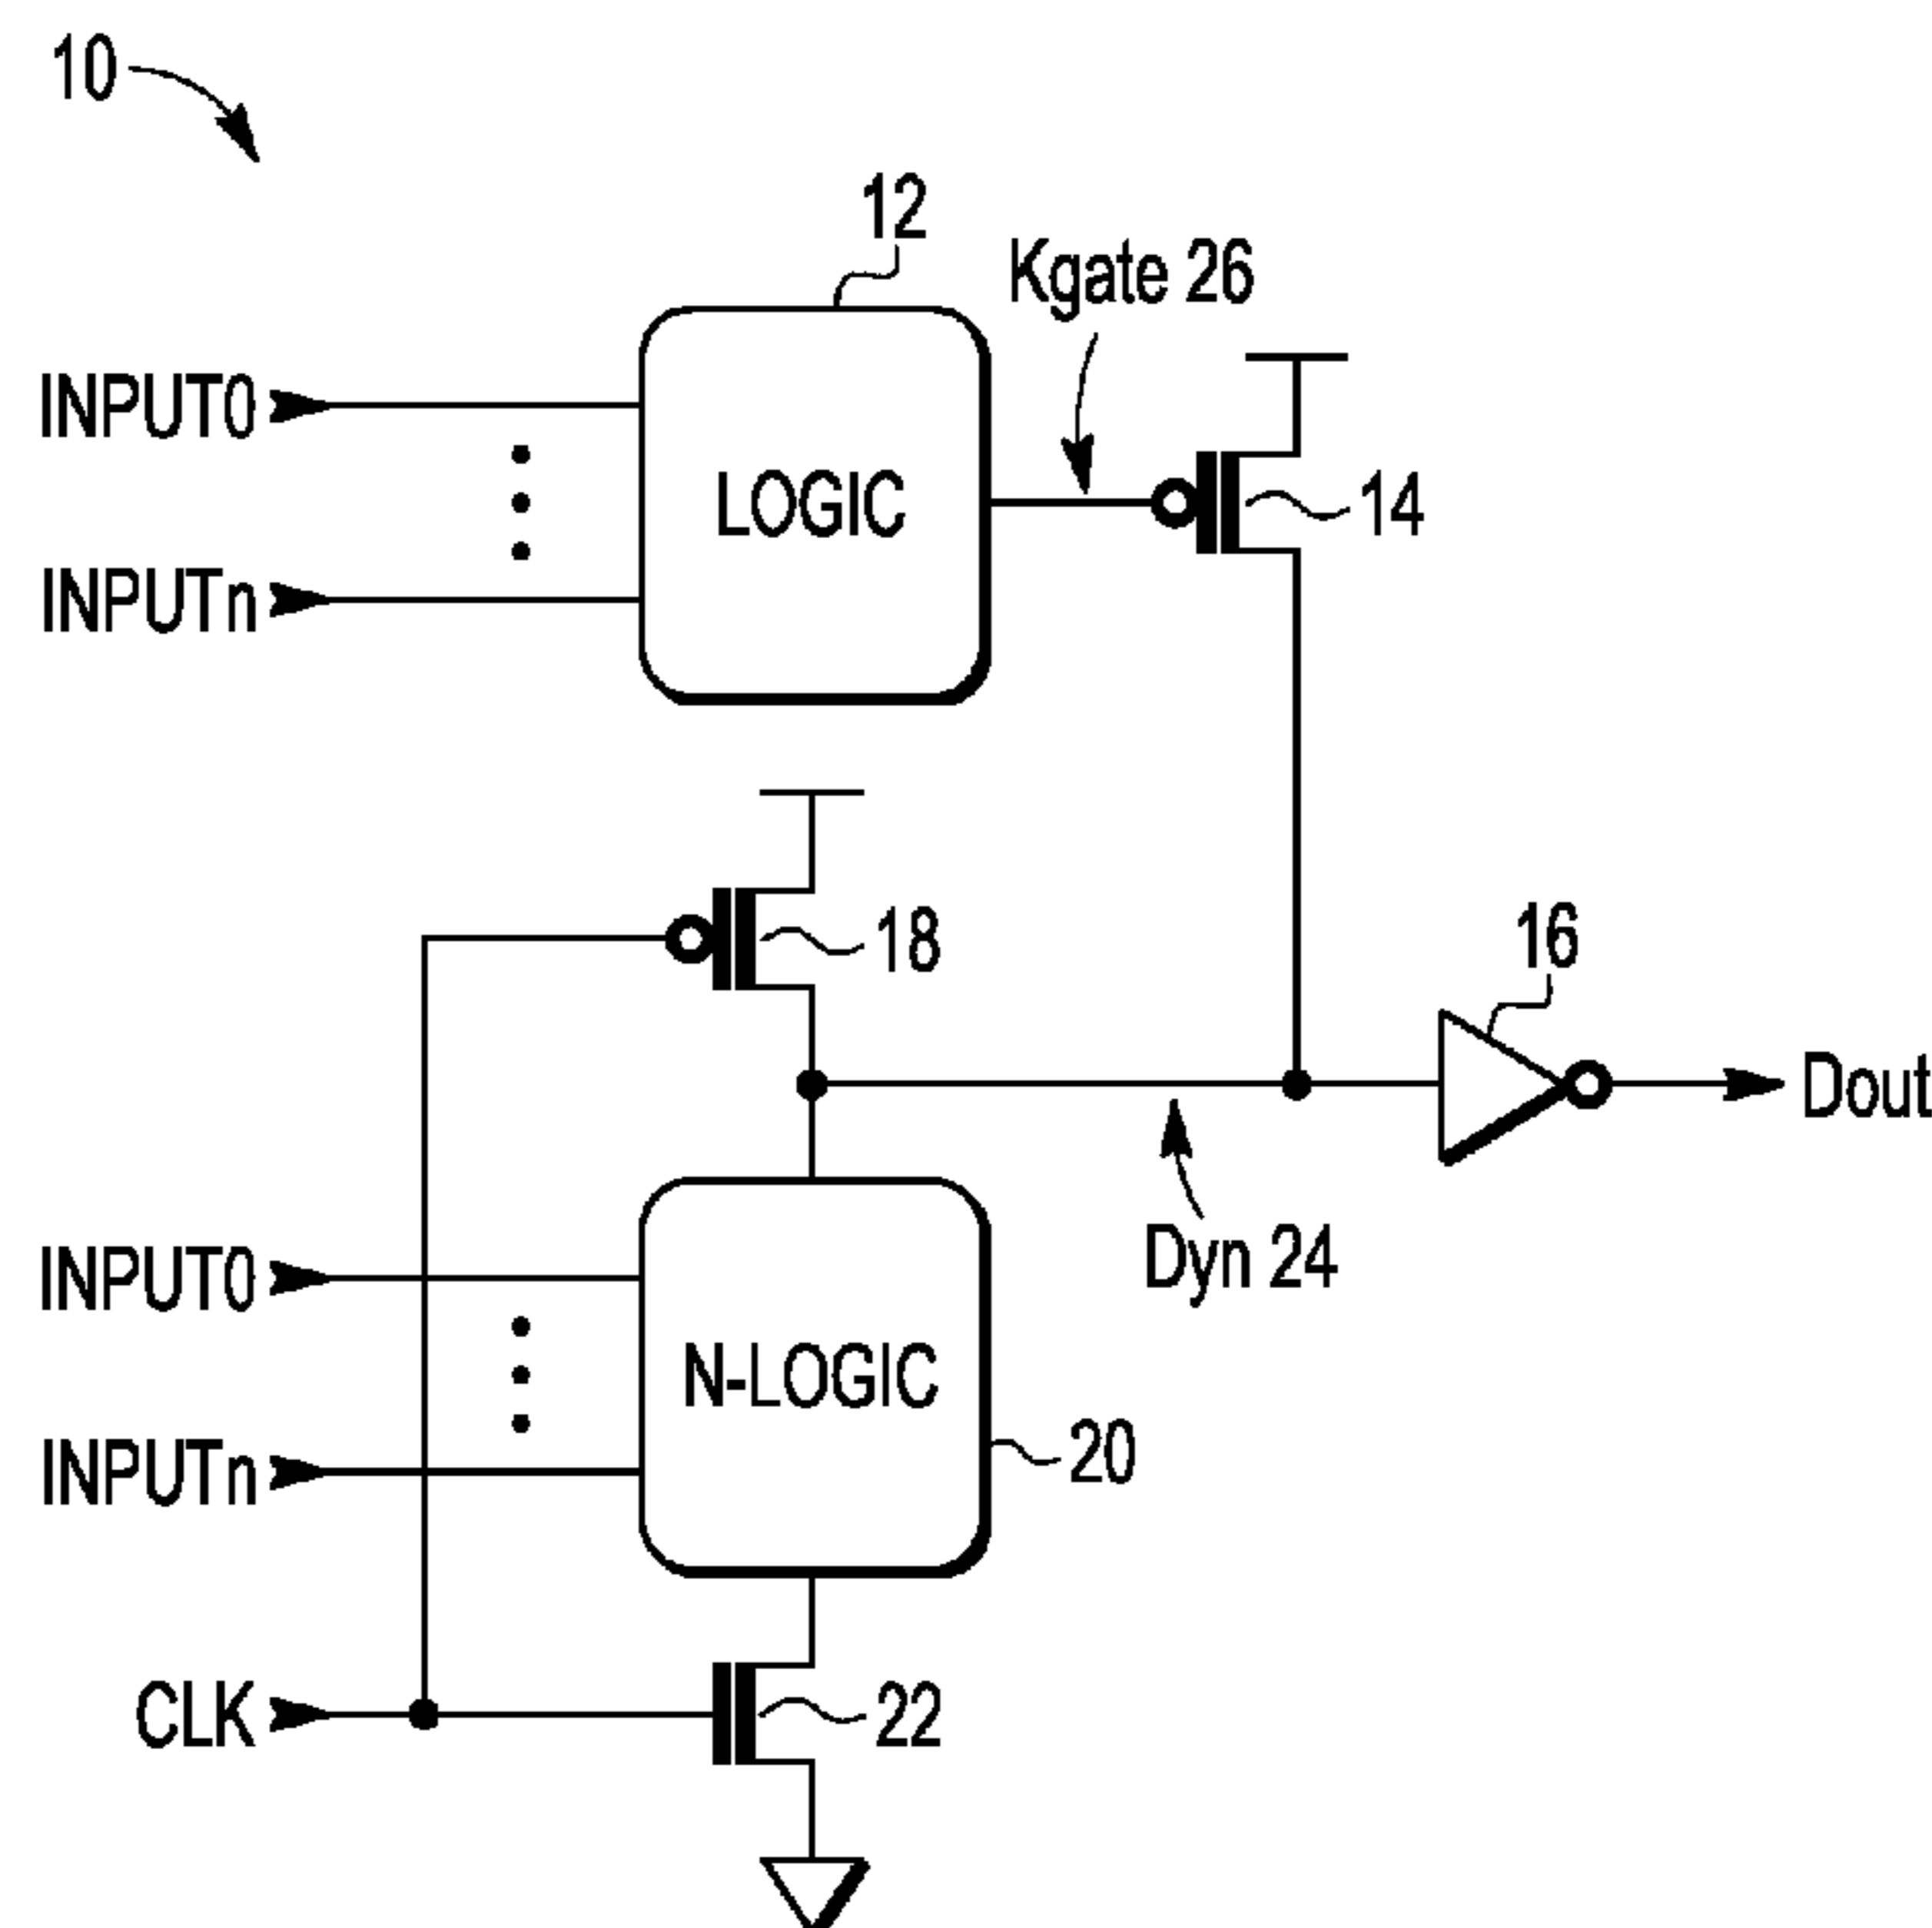 10
12
Kgate 26
INPUT0
LOGIC
14
INPUTn
18
16
Dout
INPUT0
Dyn 24
N-LOGIC
INPUTn
20
CLK
22